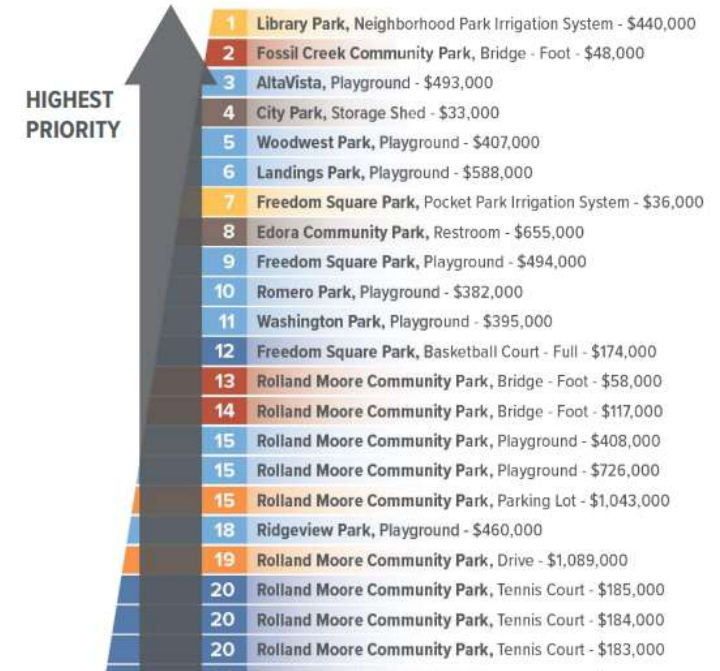 HIGHEST
PRIORITY
1 Library Park, Neighborhood Park Irrigation System - $440,000
2 Fossil Creek Community Park, Bridge - Foot - $48,000
3 AltaVista, Playground - $493,000
4 City Park, Storage Shed - $33,000
5 Woodwest Park, Playground - $407,000
6 Landings Park, Playground - $588,000
7 Freedom Square Park, Pocket Park Irrigation System - $36,000
8 Edora Community Park, Restroom - $655,000
9 Freedom Square Park, Playground - $494,000
10 Romero Park, Playground - $382,000
11 Washington Park, Playground - $395,000
12 Freedom Square Park, Basketball Court - Full - $174,000
13 Rolland Moore Community Park, Bridge - Foot - $58,000
14 Rolland Moore Community Park, Bridge - Foot - $117,000
15 Rolland Moore Community Park, Playground - $408,000
15 Rolland Moore Community Park, Playground - $726,000
15 Rolland Moore Community Park, Parking Lot - $1,043,000
18 Ridgeview Park, Playground - $460,000
19 Rolland Moore Community Park, Drive - $1,089,000
20 Rolland Moore Community Park, Tennis Court - $185,000
20 Rolland Moore Community Park, Tennis Court - $184,000
20 Rolland Moore Community Park, Tennis Court - $183,000